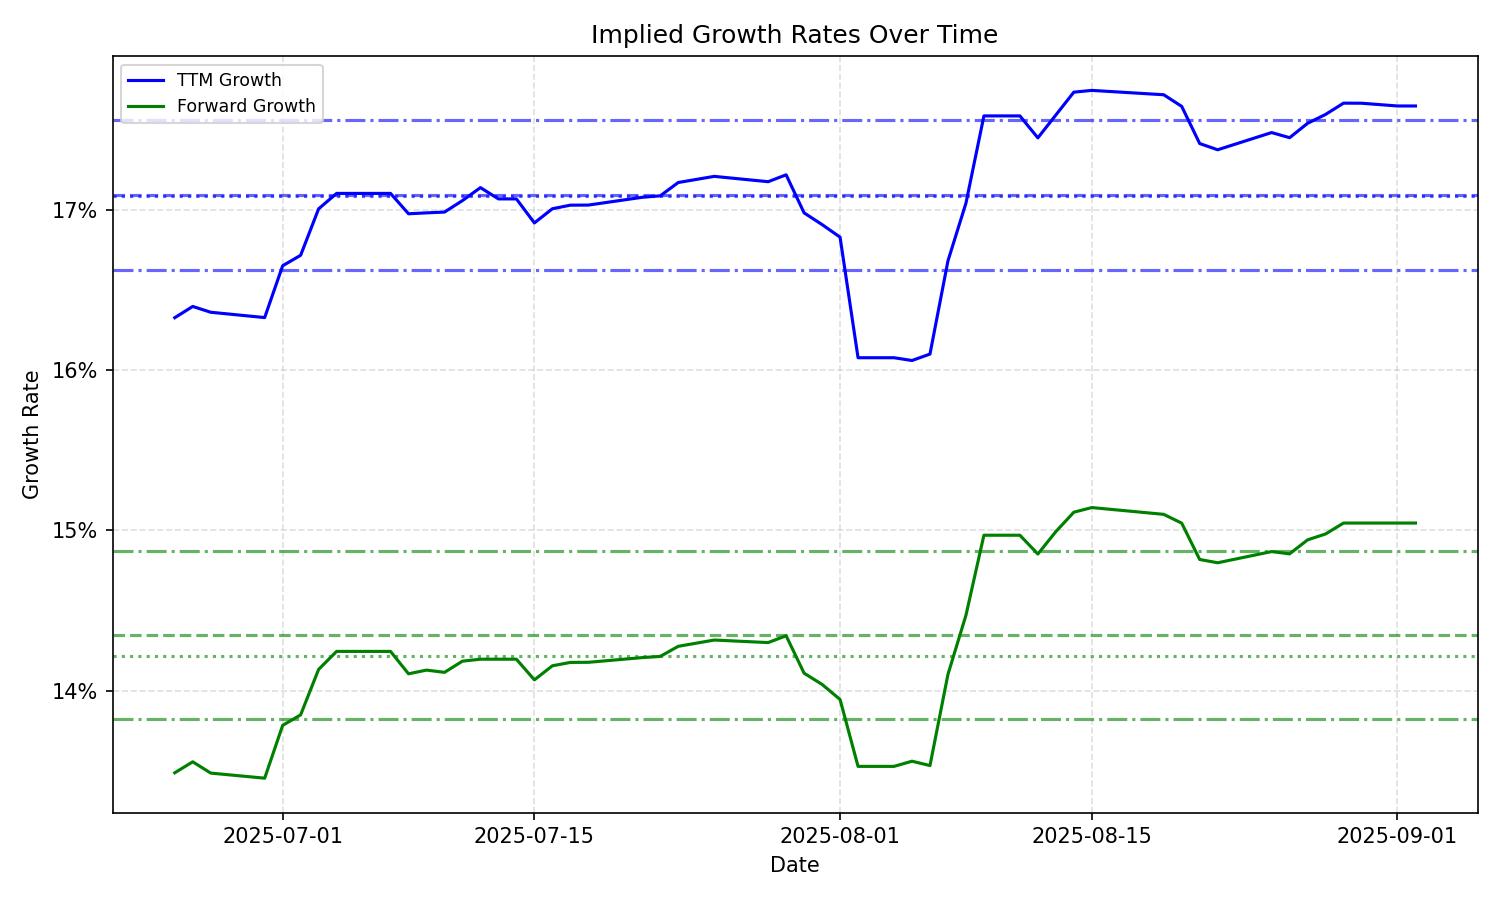 Implied Growth Rates Over Time
TTM Growth
Forward Growth
Growth Rate
17%
16%
15%
14%
2025-07-01
2025-07-15
2025-08-01
2025-08-15
2025-09-01
Date